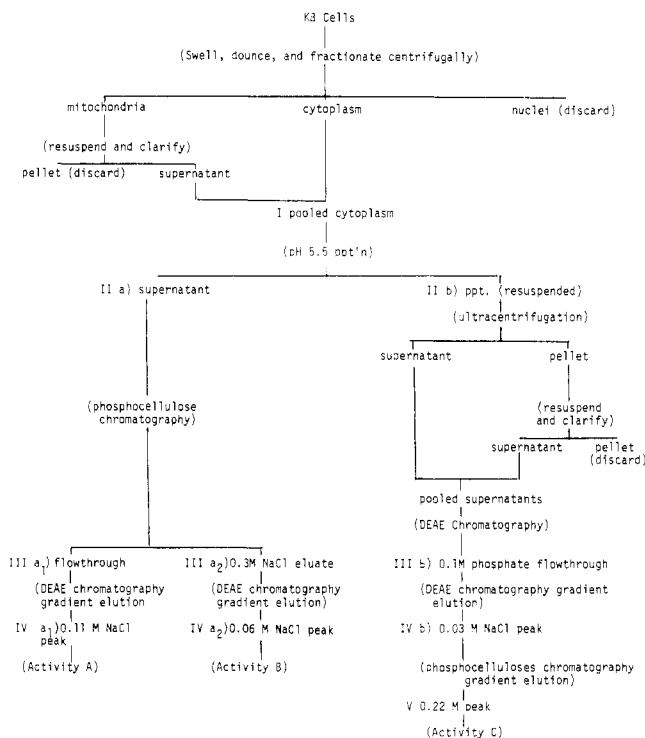 KB Cells
(Swell, dounce, and fractionate centrifugally)
mitochondria cytoplasm nuclei (discard)
(resuspend and clarify)
pellet (discard) supernatant
I pooled cytoplasm
(pH 5.5 ppt'n)
II a) supernatant II b) ppt. (resuspended)
(ultracentrifugation)
supernatant pellet
(phosphocellulose
chromatography)
(resuspend
and clarify)
supernatant pellet
(discard)
pooled supernatants
(DEAE Chromatography)
III a1) flowthrough III a2)0.3M NaCl eluate III b) 0.1M phosphate flowthrough
(DEAE chromatography (DEAE chromatography (DEAE chromatography gradient
gradient elution) gradient elution) elution)
IV a1)0.11 M NaCl IV a2)0.06 M NaCl peak IV b) 0.03 M NaCl peak
peak
(Activity A) (Activity B) (phosphocelluloses chromatography
gradient elution)
V 0.22 M peak
(Activity C)